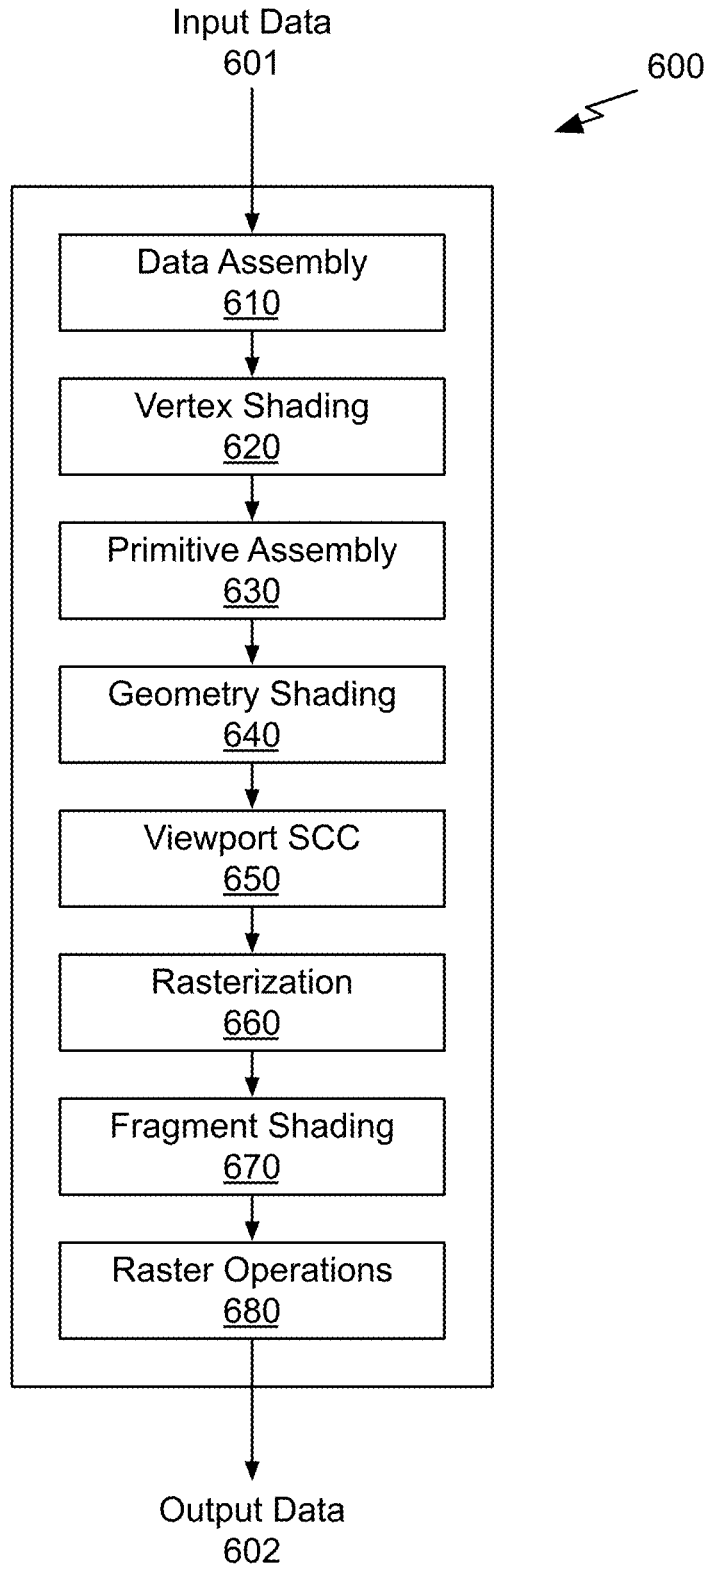 Input Data
601
600
Data Assembly
610
Vertex Shading
620
Primitive Assembly
630
Geometry Shading
640
Viewport SCC
650
Rasterization
660
Fragment Shading
670
Raster Operations
680
Output Data
602